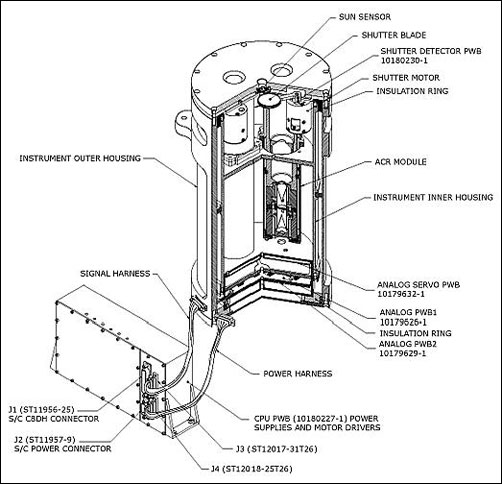 SUN SENSOR
SHUTTER BLADE
SHUTTER DETECTOR PWB
10180230-1
SHUTTER MOTOR
INSULATION RING
INSTRUMENT OUTER HOUSING
ACR MODULE
INSTRUMENT INNER HOUSING
SIGNAL HARNESS
ANALOG SERVO PWB
10179632-1
ANALOG PWB1
10179626-1
INSULATION RING
ANALOG PWB2
10179629-1
POWER HARNESS
J1 (ST11956-25)
S/C C&DH CONNECTOR
J2 (ST11957-9)
S/C POWER CONNECTOR
CPU PWB (10180227-1) POWER
SUPPLIES AND MOTOR DRIVERS
J3 (ST12017-31T26)
J4 (ST12018-25T26)